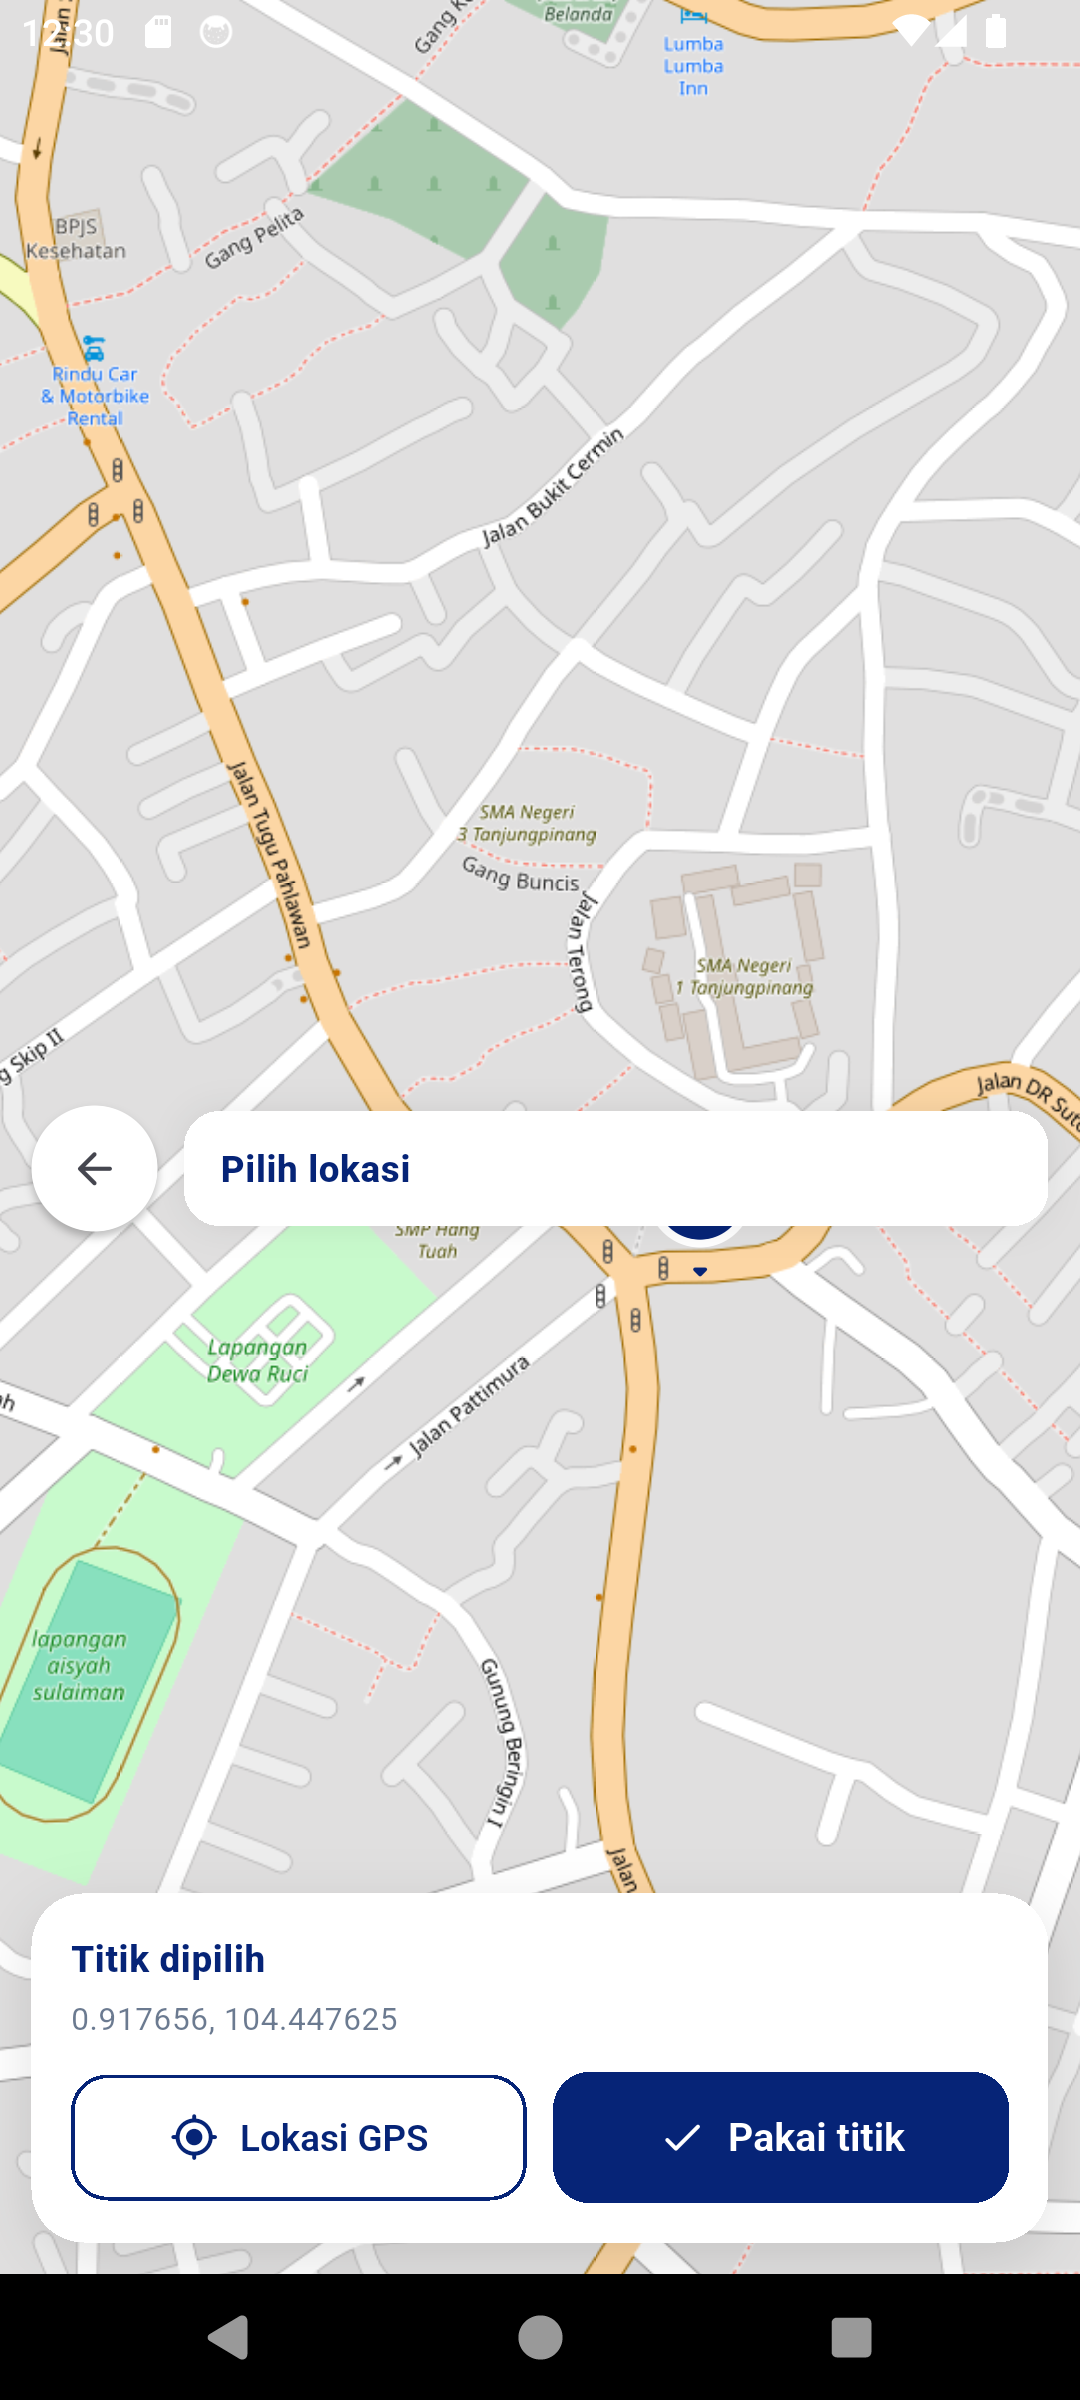 12:30
Belanda
Lumba
Lumba
Inn
BPJS
Kesehatan
Gang Pelita
Rindu Car
& Motorbike
Rental
Jalan Bukit Cermin
Jalan Tugu Pahlawan
SMA Negeri
3 Tanjungpinang
Gang Buncis
Jalan Terong
SMA Negeri
1 Tanjungpinang
Skip II
Jalan DR Suto
Pilih lokasi
SMP Hang
Tuah
Lapangan
Dewa Ruci
Jalan Pattimura
lapangan
aisyah
sulaiman
Gunung Beringin I
Jalan
Titik dipilih
0.917656, 104.447625
Lokasi GPS
Pakai titik